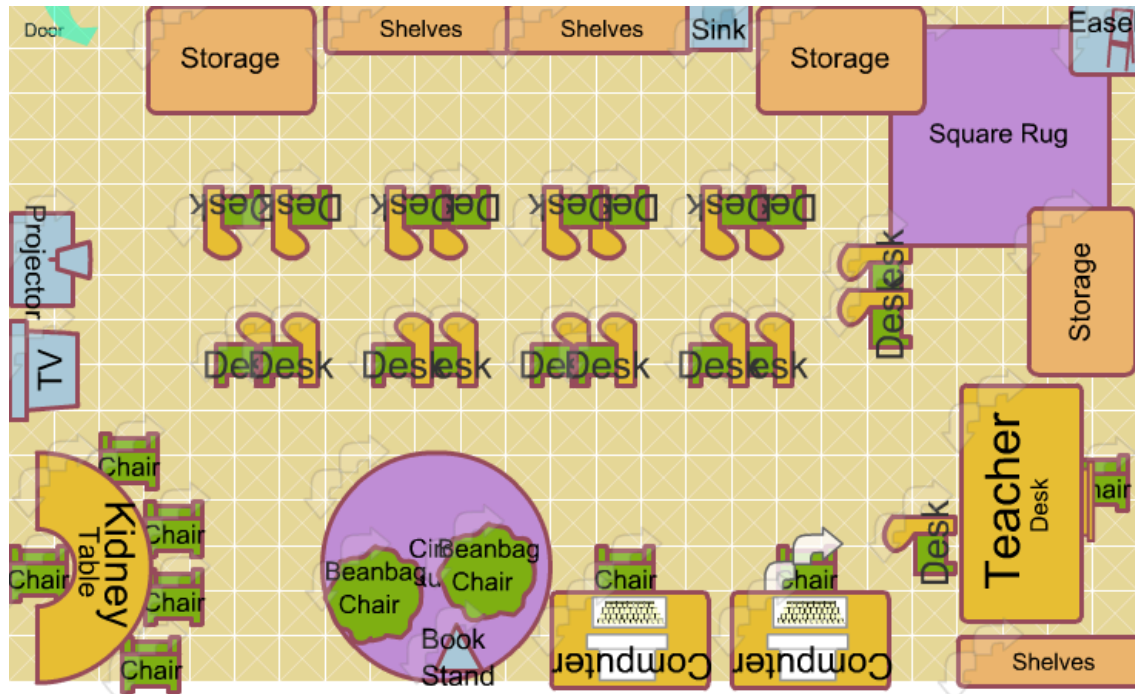 Door
Storage
Shelves
Shelves
Sink
Storage
Easel
Square Rug
Projector
Desk
Desk
Desk
Desk
Desk
Desk
Desk
Desk
Desk
Desk
Storage
TV
Desk
Desk
Desk
Desk
Desk
Desk
Desk
Desk
Chair
Kidney
Table
Chair
Chair
Chair
Chair
Beanbag
Chair
Beanbag
Chair
Book
Stand
Chair
Computer
Chair
Computer
Desk
Teacher
Desk
Chair
Shelves